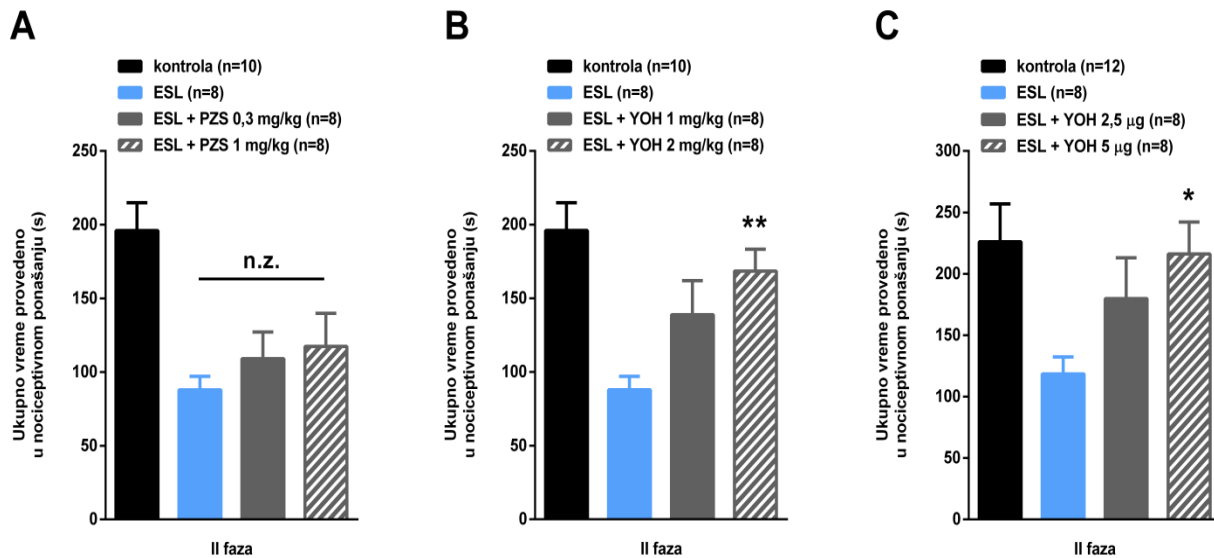 A
kontrola (n=10)
ESL (n=8)
ESL + PZS 0,3 mg/kg (n=8)
ESL + PZS 1 mg/kg (n=8)
Ukupno vreme provedeno
u nociceptivnom ponašanju (s)
250
200
150
100
50
0
n.z.
II faza
B
kontrola (n=10)
ESL (n=8)
ESL + YOH 1 mg/kg (n=8)
ESL + YOH 2 mg/kg (n=8)
Ukupno vreme provedeno
u nociceptivnom ponašanju (s)
250
200
150
100
50
0
**
II faza
C
kontrola (n=12)
ESL (n=8)
ESL + YOH 2,5 μg (n=8)
ESL + YOH 5 μg (n=8)
Ukupno vreme provedeno
u nociceptivnom ponašanju (s)
300
250
200
150
100
50
0
*
II faza